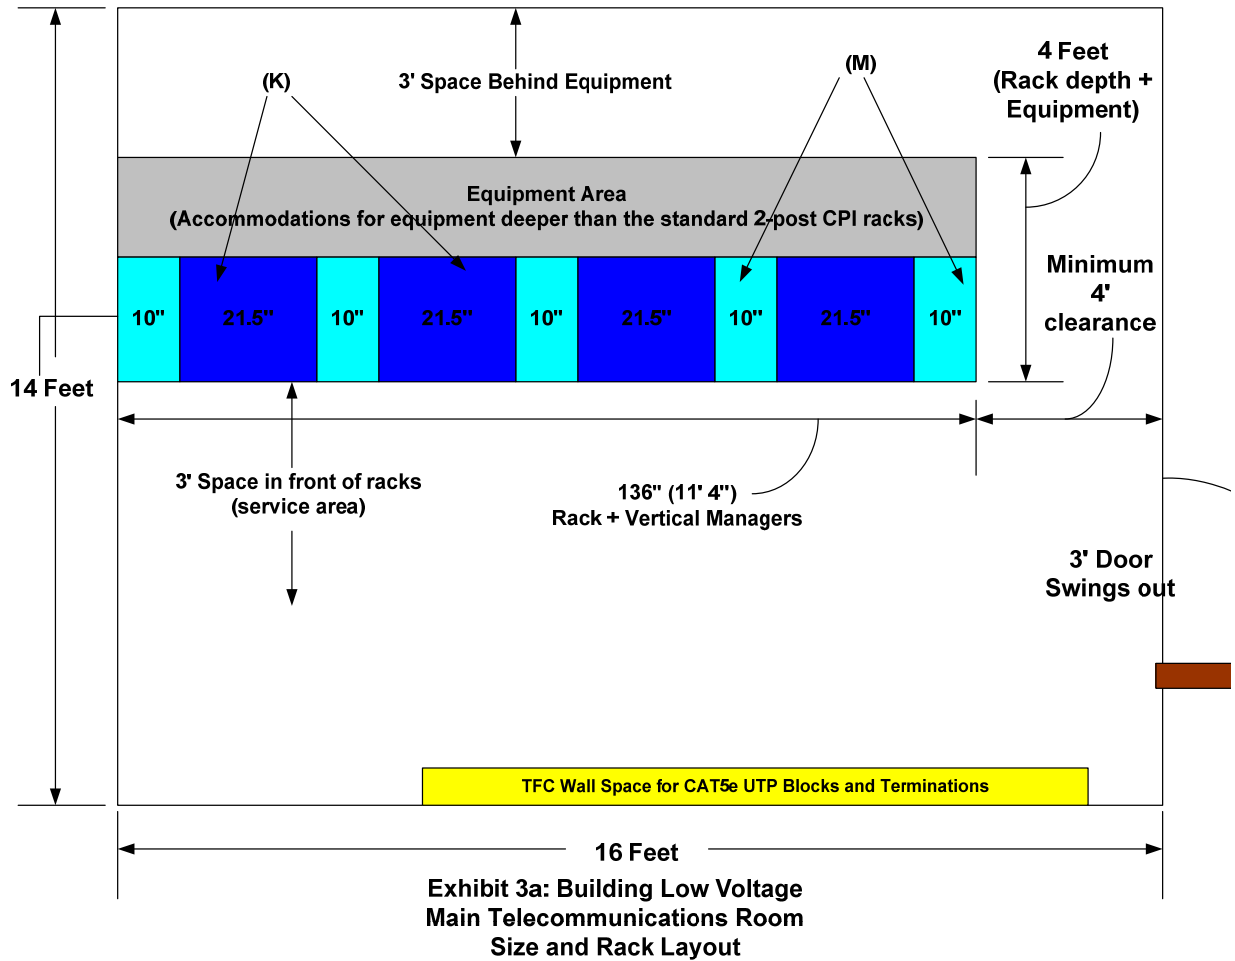 (K)
3' Space Behind Equipment
(M)
4 Feet
(Rack depth +
Equipment)
Equipment Area
(Accommodations for equipment deeper than the standard 2-post CPI racks)
Minimum
4'
clearance
10" 21.5" 10" 21.5" 10" 21.5" 10" 21.5" 10"
14 Feet
3' Space in front of racks
(service area)
136" (11' 4")
Rack + Vertical Managers
3' Door
Swings out
TFC Wall Space for CAT5e UTP Blocks and Terminations
16 Feet
Exhibit 3a: Building Low Voltage
Main Telecommunications Room
Size and Rack Layout